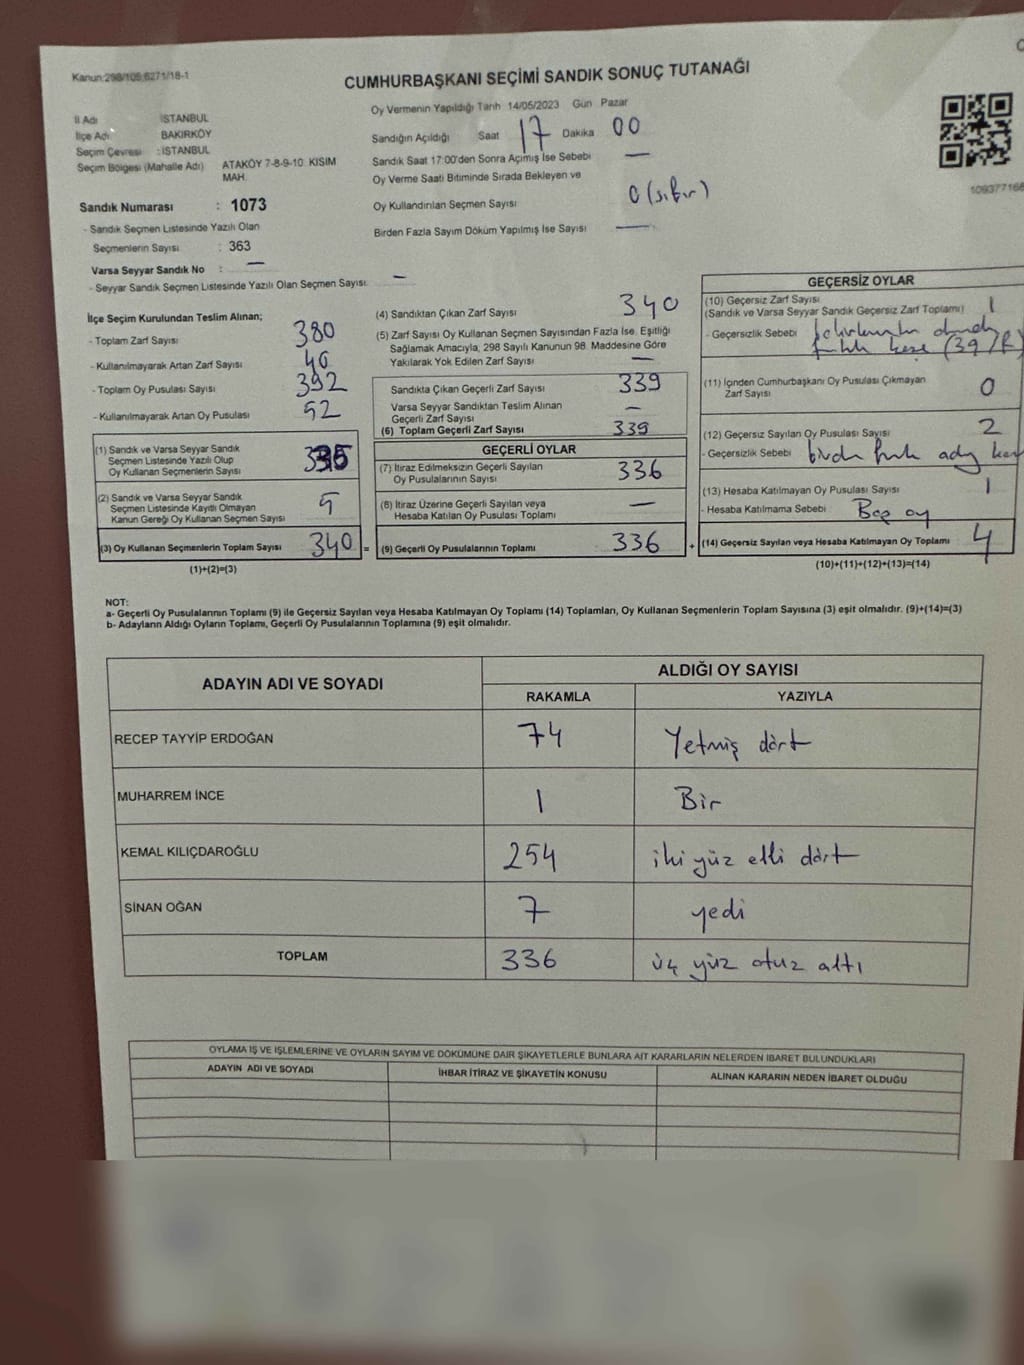 Kanun:298/105,6271/18-1
CUMHURBAŞKANI SEÇİMİ SANDIK SONUÇ TUTANAĞI
İl Adı : İSTANBUL
İlçe Adı : BAKIRKÖY
Seçim Çevresi : İSTANBUL
Seçim Bölgesi (Mahalle Adı) ATAKÖY 7-8-9-10. KISIM
MAH.
Sandık Numarası : 1073
- Sandık Seçmen Listesinde Yazılı Olan
Seçmenlerin Sayısı : 363
Varsa Seyyar Sandık No : —
- Seyyar Sandık Seçmen Listesinde Yazılı Olan Seçmen Sayısı: —
Oy Vermenin Yapıldığı Tarih 14/05/2023 Gün Pazar
Sandığın Açıldığı Saat 17 Dakika 00
Sandık Saat 17:00'den Sonra Açılmış İse Sebebi —
Oy Verme Saati Bitiminde Sırada Bekleyen ve
Oy Kullandırılan Seçmen Sayısı 0 (sıfır)
Birden Fazla Sayım Döküm Yapılmış İse Sayısı —
109377168
İlçe Seçim Kurulundan Teslim Alınan;
- Toplam Zarf Sayısı 380
- Kullanılmayarak Artan Zarf Sayısı 40
- Toplam Oy Pusulası Sayısı 392
- Kullanılmayarak Artan Oy Pusulası 52
(1) Sandık ve Varsa Seyyar Sandık
Seçmen Listesinde Yazılı Olup
Oy Kullanan Seçmenlerin Sayısı 335
(2) Sandık ve Varsa Seyyar Sandık
Seçmen Listesinde Kayıtlı Olmayan
Kanun Gereği Oy Kullanan Seçmen Sayısı 5
(3) Oy Kullanan Seçmenlerin Toplam Sayısı 340 =
(1)+(2)=(3)
(4) Sandıktan Çıkan Zarf Sayısı 340
(5) Zarf Sayısı Oy Kullanan Seçmen Sayısından Fazla İse, Eşitliği
Sağlamak Amacıyla, 298 Sayılı Kanunun 98. Maddesine Göre
Yakılarak Yok Edilen Zarf Sayısı —
Sandıkta Çıkan Geçerli Zarf Sayısı 339
Varsa Seyyar Sandıktan Teslim Alınan
Geçerli Zarf Sayısı —
(6) Toplam Geçerli Zarf Sayısı 339
GEÇERLİ OYLAR
(7) İtiraz Edilmeksizin Geçerli Sayılan
Oy Pusulalarının Sayısı 336
(8) İtiraz Üzerine Geçerli Sayılan veya
Hesaba Katılan Oy Pusulası Toplamı —
(9) Geçerli Oy Pusulalarının Toplamı 336 +
GEÇERSİZ OYLAR
(10) Geçersiz Zarf Sayısı
(Sandık ve Varsa Seyyar Sandık Geçersiz Zarf Toplamı) 1
- Geçersizlik Sebebi
(11) İçinden Cumhurbaşkanı Oy Pusulası Çıkmayan
Zarf Sayısı 0
(12) Geçersiz Sayılan Oy Pusulası Sayısı 2
- Geçersizlik Sebebi
(13) Hesaba Katılmayan Oy Pusulası Sayısı 1
- Hesaba Katılmama Sebebi Boş oy
(14) Geçersiz Sayılan veya Hesaba Katılmayan Oy Toplamı 4
(10)+(11)+(12)+(13)=(14)
NOT:
a- Geçerli Oy Pusulalarının Toplamı (9) ile Geçersiz Sayılan veya Hesaba Katılmayan Oy Toplamı (14) Toplamları, Oy Kullanan Seçmenlerin Toplam Sayısına (3) eşit olmalıdır. (9)+(14)=(3)
b- Adayların Aldığı Oyların Toplamı, Geçerli Oy Pusulalarının Toplamına (9) eşit olmalıdır.
ADAYIN ADI VE SOYADI
ALDIĞI OY SAYISI
RAKAMLA YAZIYLA
RECEP TAYYİP ERDOĞAN 74 Yetmiş dört
MUHARREM İNCE 1 Bir
KEMAL KILIÇDAROĞLU 254 iki yüz elli dört
SİNAN OĞAN 7 yedi
TOPLAM 336 üç yüz otuz altı
OYLAMA İŞ VE İŞLEMLERİNE VE OYLARIN SAYIM VE DÖKÜMÜNE DAİR ŞİKAYETLERLE BUNLARA AİT KARARLARIN NELERDEN İBARET BULUNDUKLARI
ADAYIN ADI VE SOYADI İHBAR İTİRAZ VE ŞİKAYETİN KONUSU ALINAN KARARIN NEDEN İBARET OLDUĞU